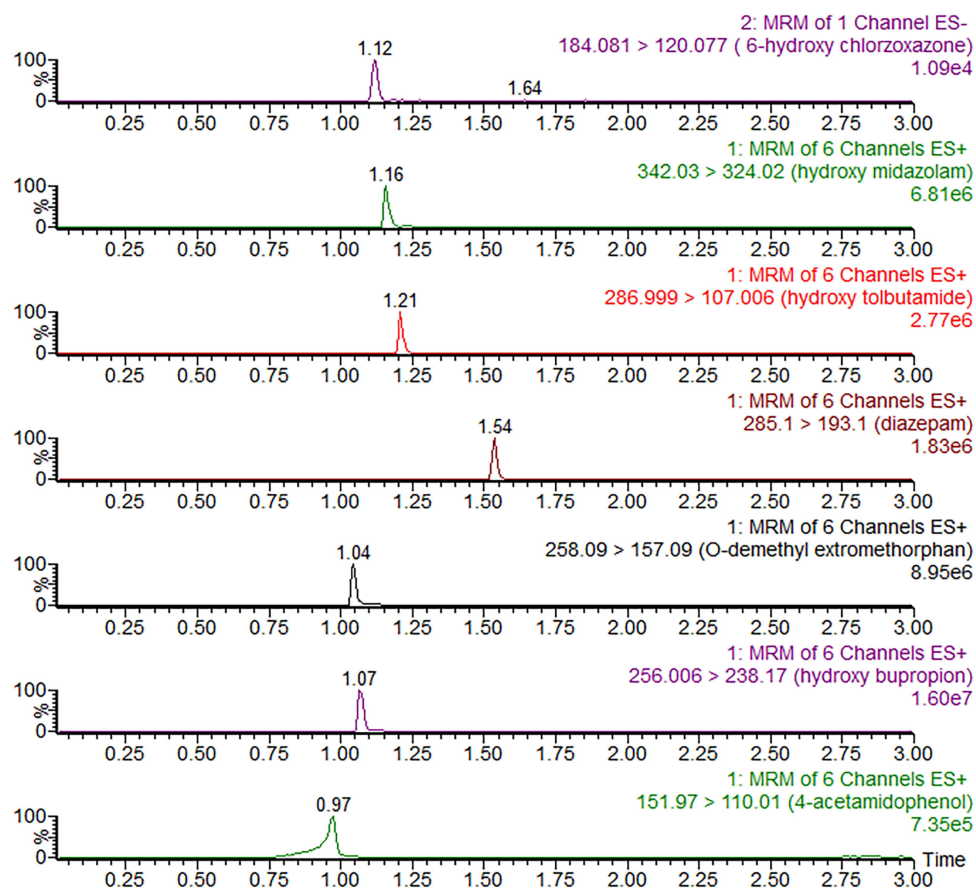 2: MRM of 1 Channel ES-
184.081 > 120.077 ( 6-hydroxy chlorzoxazone)
1.09e4
1.12
1.64
100
%
0
0.25 0.50 0.75 1.00 1.25 1.50 1.75 2.00 2.25 2.50 2.75 3.00
1: MRM of 6 Channels ES+
342.03 > 324.02 (hydroxy midazolam)
6.81e6
1.16
100
%
0
0.25 0.50 0.75 1.00 1.25 1.50 1.75 2.00 2.25 2.50 2.75 3.00
1: MRM of 6 Channels ES+
286.999 > 107.006 (hydroxy tolbutamide)
2.77e6
1.21
100
%
0
0.25 0.50 0.75 1.00 1.25 1.50 1.75 2.00 2.25 2.50 2.75 3.00
1: MRM of 6 Channels ES+
285.1 > 193.1 (diazepam)
1.83e6
1.54
100
%
0
0.25 0.50 0.75 1.00 1.25 1.50 1.75 2.00 2.25 2.50 2.75 3.00
1: MRM of 6 Channels ES+
258.09 > 157.09 (O-demethyl extromethorphan)
8.95e6
1.04
100
%
0
0.25 0.50 0.75 1.00 1.25 1.50 1.75 2.00 2.25 2.50 2.75 3.00
1: MRM of 6 Channels ES+
256.006 > 238.17 (hydroxy bupropion)
1.60e7
1.07
100
%
0
0.25 0.50 0.75 1.00 1.25 1.50 1.75 2.00 2.25 2.50 2.75 3.00
1: MRM of 6 Channels ES+
151.97 > 110.01 (4-acetamidophenol)
7.35e5
0.97
100
%
0
Time
0.25 0.50 0.75 1.00 1.25 1.50 1.75 2.00 2.25 2.50 2.75 3.00